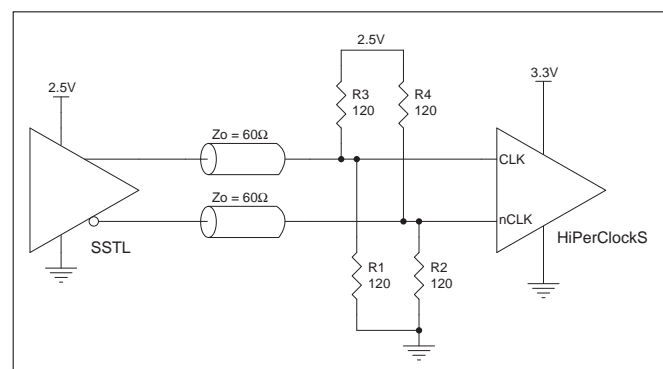 2.5V
2.5V
3.3V
R3
120
R4
120
Zo = 60Ω
CLK
Zo = 60Ω
nCLK
SSTL
HiPerClockS
R1
120
R2
120